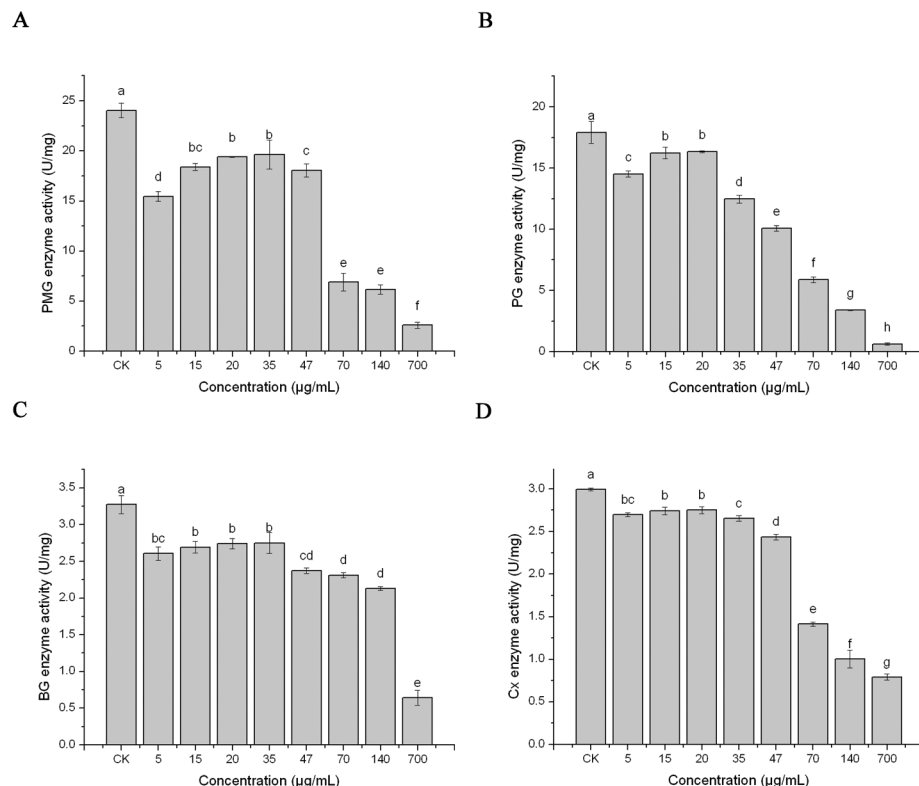 A
PMG enzyme activity (U/mg)
25
20
15
10
5
0
a
d
bc
b
b
c
e
e
f
CK 5 15 20 35 47 70 140 700
Concentration (µg/mL)
B
PG enzyme activity (U/mg)
20
15
10
5
0
a
c
b
b
d
e
f
g
h
CK 5 15 20 35 47 70 140 700
Concentration (µg/mL)
C
BG enzyme activity (U/mg)
3.5
3.0
2.5
2.0
1.5
1.0
0.5
0.0
a
bc
b
b
b
cd
d
d
e
CK 5 15 20 35 47 70 140 700
Concentration (µg/mL)
D
Cx enzyme activity (U/mg)
3.0
2.5
2.0
1.5
1.0
0.5
0.0
a
bc
b
b
c
d
e
f
g
CK 5 15 20 35 47 70 140 700
Concentration (µg/mL)